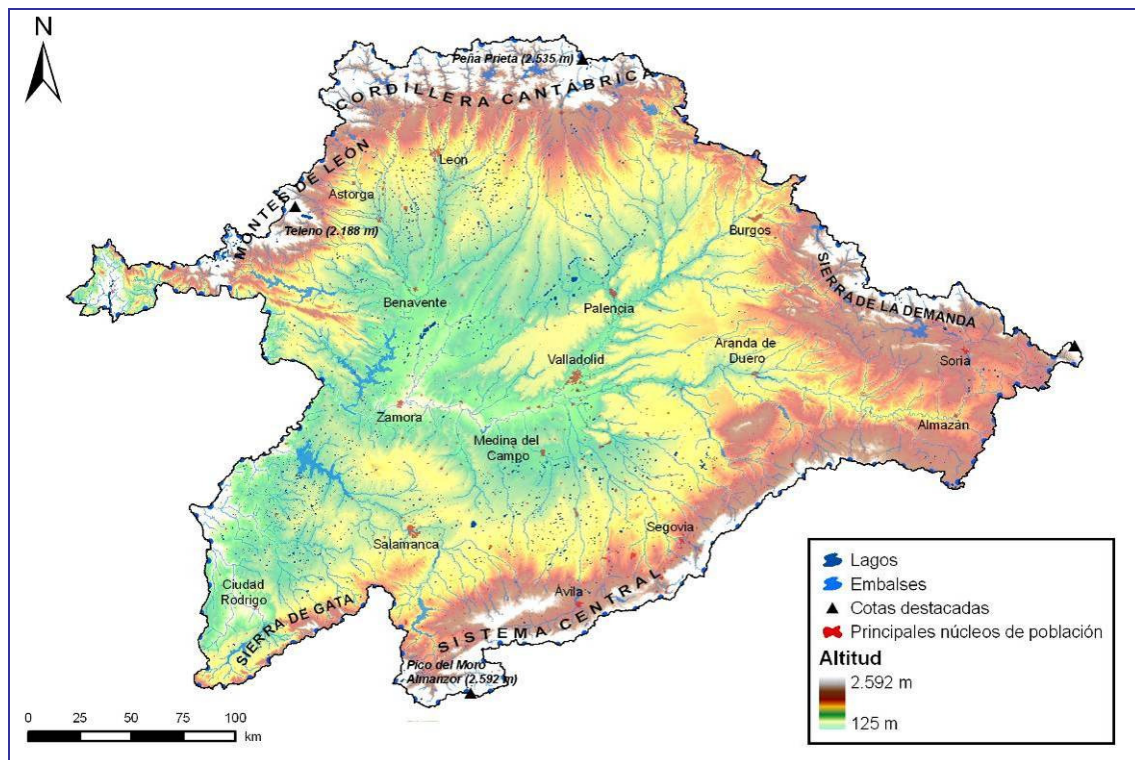 N
Peña Prieta (2.535 m)
CORDILLERA CANTÁBRICA
León
MONTES DE LEÓN
Astorga
Teleno (2.188 m)
Burgos
SIERRA DE LA DEMANDA
Benavente
Palencia
Valladolid
Aranda de
Duero
Soria
Zamora
Almazán
Medina del
Campo
Salamanca
Segovia
Ciudad
Rodrigo
SIERRA DE GATA
Ávila
SISTEMA CENTRAL
Pico del Moro
Almanzor (2.592 m)
Lagos
Embalses
Cotas destacadas
Principales núcleos de población
Altitud
2.592 m
125 m
0 25 50 75 100
km